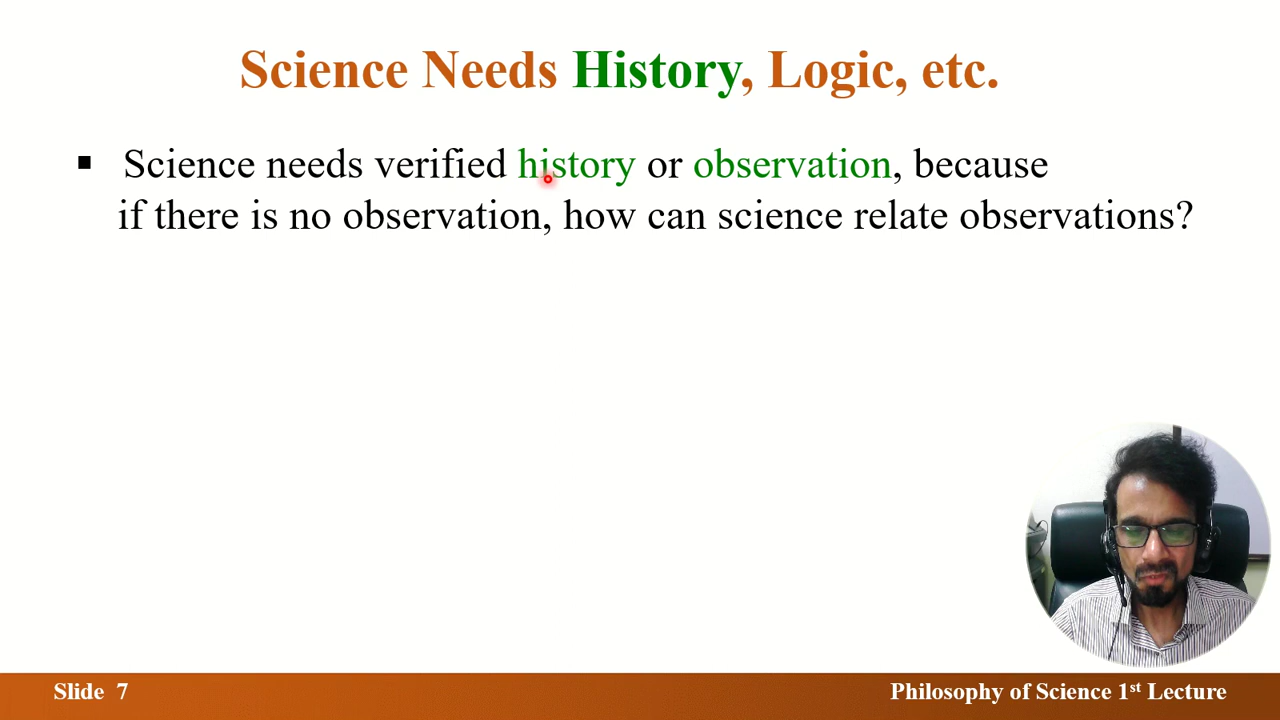 Science Needs History, Logic, etc.
▪ Science needs verified history or observation, because
if there is no observation, how can science relate observations?
Slide 7
Philosophy of Science 1st Lecture